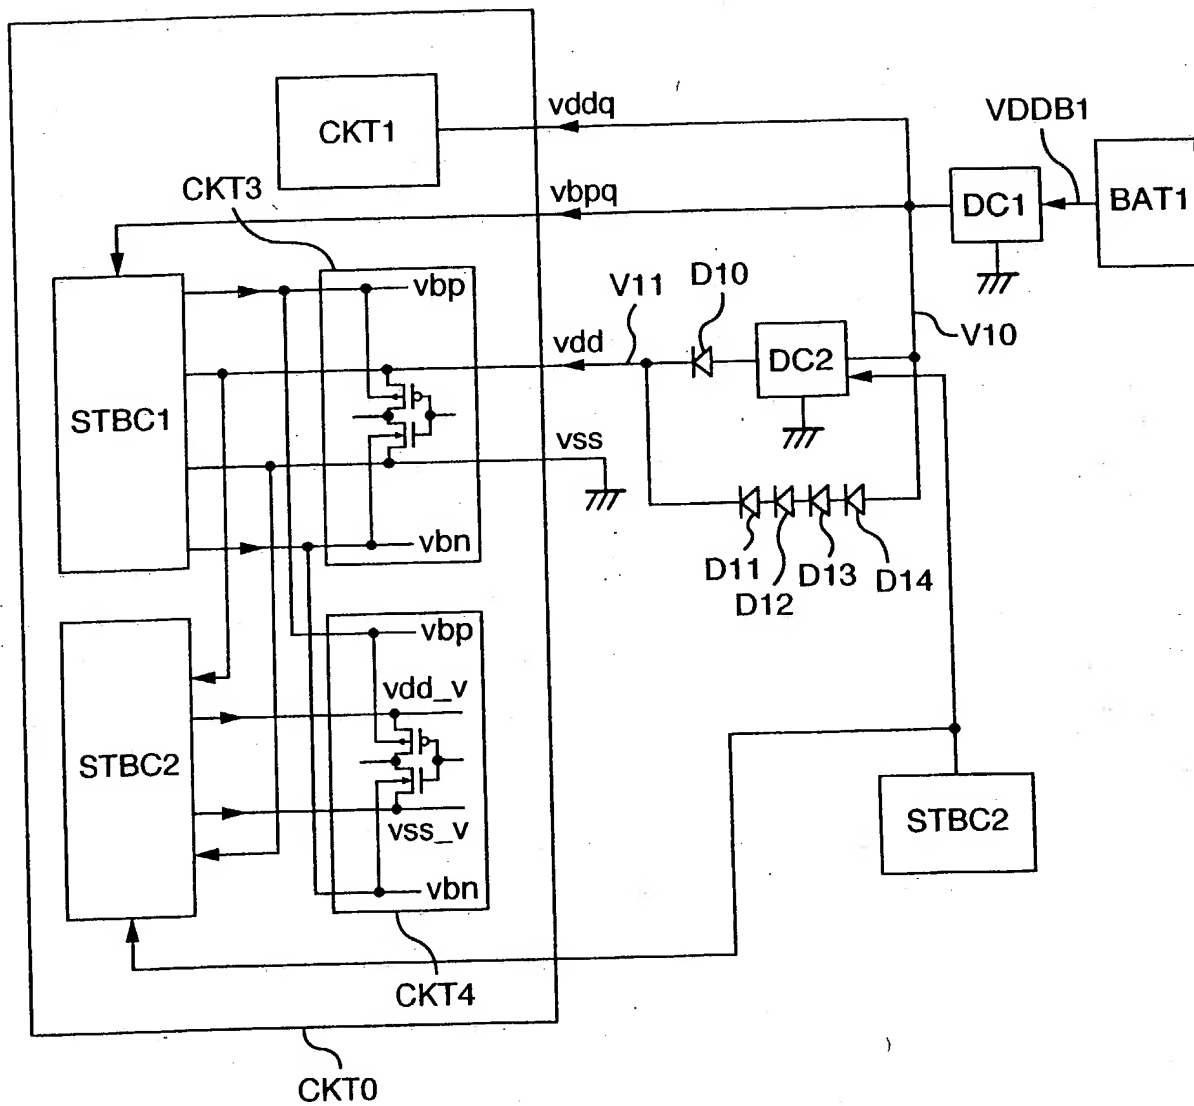 vddq
VDDB1
CKT1
CKT3
vbpq
DC1
BAT1
vbp
V11
D10
V10
vdd
DC2
STBC1
vss
vbn
D11
D12
D13
D14
vbp
vdd_v
STBC2
vss_v
STBC2
vbn
CKT4
CKT0